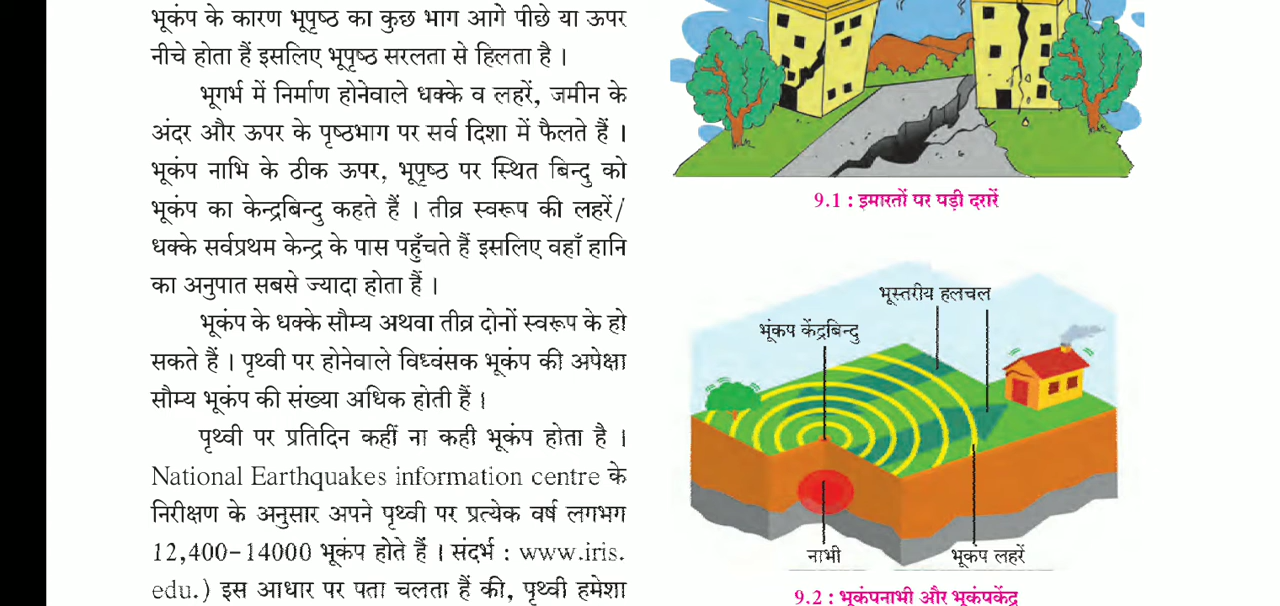 भूकंप के कारण भूपृष्ठ का कुछ भाग आगे पीछे या ऊपर
नीचे होता हैं इसलिए भूपृष्ठ सरलता से हिलता है ।
भूगर्भ में निर्माण होनेवाले धक्के व लहरें, जमीन के
अंदर और ऊपर के पृष्ठभाग पर सर्व दिशा में फैलते हैं ।
भूकंप नाभि के ठीक ऊपर, भूपृष्ठ पर स्थित बिन्दु को
भूकंप का केन्द्रबिन्दु कहते हैं । तीव्र स्वरूप की लहरें/
धक्के सर्वप्रथम केन्द्र के पास पहुँचते हैं इसलिए वहाँ हानि
का अनुपात सबसे ज्यादा होता हैं ।
भूकंप के धक्के सौम्य अथवा तीव्र दोनों स्वरूप के हो
सकते हैं । पृथ्वी पर होनेवाले विध्वंसक भूकंप की अपेक्षा
सौम्य भूकंप की संख्या अधिक होती हैं ।
पृथ्वी पर प्रतिदिन कहीं ना कही भूकंप होता है ।
National Earthquakes information centre के
निरीक्षण के अनुसार अपने पृथ्वी पर प्रत्येक वर्ष लगभग
12,400-14000 भूकंप होते हैं । संदर्भ : www.iris.
edu.) इस आधार पर पता चलता हैं की, पृथ्वी हमेशा
9.1 : इमारतों पर पड़ी दरारें
भूस्तरीय हलचल
भूंकप केंद्रबिन्दु
नाभी
भूकंप लहरें
9.2 : भूकंपनाभी और भूकंपकेंद्र